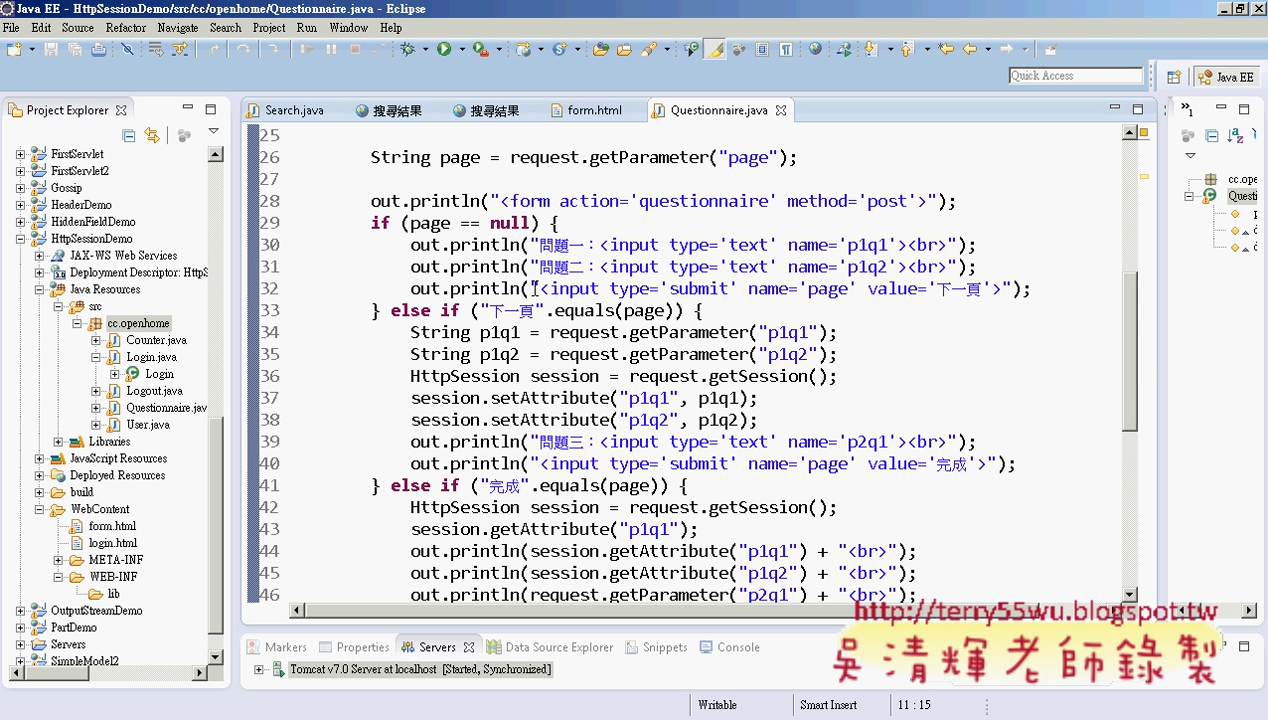 Java EE - HttpSessionDemo/src/cc/openhome/Questionnaire.java - Eclipse
File Edit Source Refactor Navigate Search Project Run Window Help
Quick Access
Java EE
Project Explorer
Search.java 搜尋結果 搜尋結果 form.html Questionnaire.java
»1
FirstServlet
FirstServlet2
Gossip
HeaderDemo
HiddenFieldDemo
HttpSessionDemo
JAX-WS Web Services
Deployment Descriptor: HttpS
Java Resources
src
cc.openhome
Counter.java
Login.java
Login
Logout.java
Questionnaire.jav
User.java
Libraries
JavaScript Resources
Deployed Resources
build
WebContent
form.html
login.html
META-INF
WEB-INF
lib
OutputStreamDemo
PartDemo
Servers
SimpleModel2
25
26 String page = request.getParameter("page");
27
28 out.println("<form action='questionnaire' method='post'>");
29 if (page == null) {
30 out.println("問題一：<input type='text' name='p1q1'><br>");
31 out.println("問題二：<input type='text' name='p1q2'><br>");
32 out.println("<input type='submit' name='page' value='下一頁'>");
33 } else if ("下一頁".equals(page)) {
34 String p1q1 = request.getParameter("p1q1");
35 String p1q2 = request.getParameter("p1q2");
36 HttpSession session = request.getSession();
37 session.setAttribute("p1q1", p1q1);
38 session.setAttribute("p1q2", p1q2);
39 out.println("問題三：<input type='text' name='p2q1'><br>");
40 out.println("<input type='submit' name='page' value='完成'>");
41 } else if ("完成".equals(page)) {
42 HttpSession session = request.getSession();
43 session.getAttribute("p1q1");
44 out.println(session.getAttribute("p1q1") + "<br>");
45 out.println(session.getAttribute("p1q2") + "<br>");
46 out.println(request.getParameter("p2q1") + "<br>");
cc.ope
Questi
Markers Properties Servers Data Source Explorer Snippets Console
Tomcat v7.0 Server at localhost [Started, Synchronized]
http://terry55wu.blogspot.tw
吳清輝老師錄製
Writable Smart Insert 11 : 15